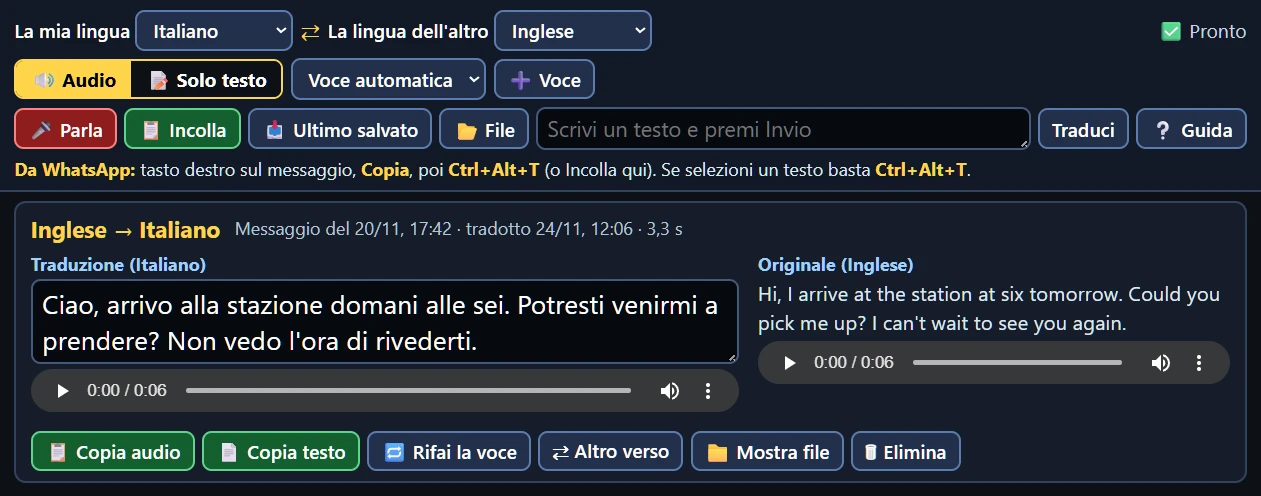 La mia lingua Italiano ⇄ La lingua dell'altro Inglese Pronto
Audio Solo testo Voce automatica Voce
Parla Incolla Ultimo salvato File Scrivi un testo e premi Invio Traduci ? Guida
Da WhatsApp: tasto destro sul messaggio, Copia, poi Ctrl+Alt+T (o Incolla qui). Se selezioni un testo basta Ctrl+Alt+T.
Inglese → Italiano Messaggio del 20/11, 17:42 · tradotto 24/11, 12:06 · 3,3 s
Traduzione (Italiano)
Ciao, arrivo alla stazione domani alle sei. Potresti venirmi a
prendere? Non vedo l'ora di rivederti.
0:00 / 0:06
Originale (Inglese)
Hi, I arrive at the station at six tomorrow. Could you
pick me up? I can't wait to see you again.
0:00 / 0:06
Copia audio Copia testo Rifai la voce ⇄ Altro verso Mostra file Elimina